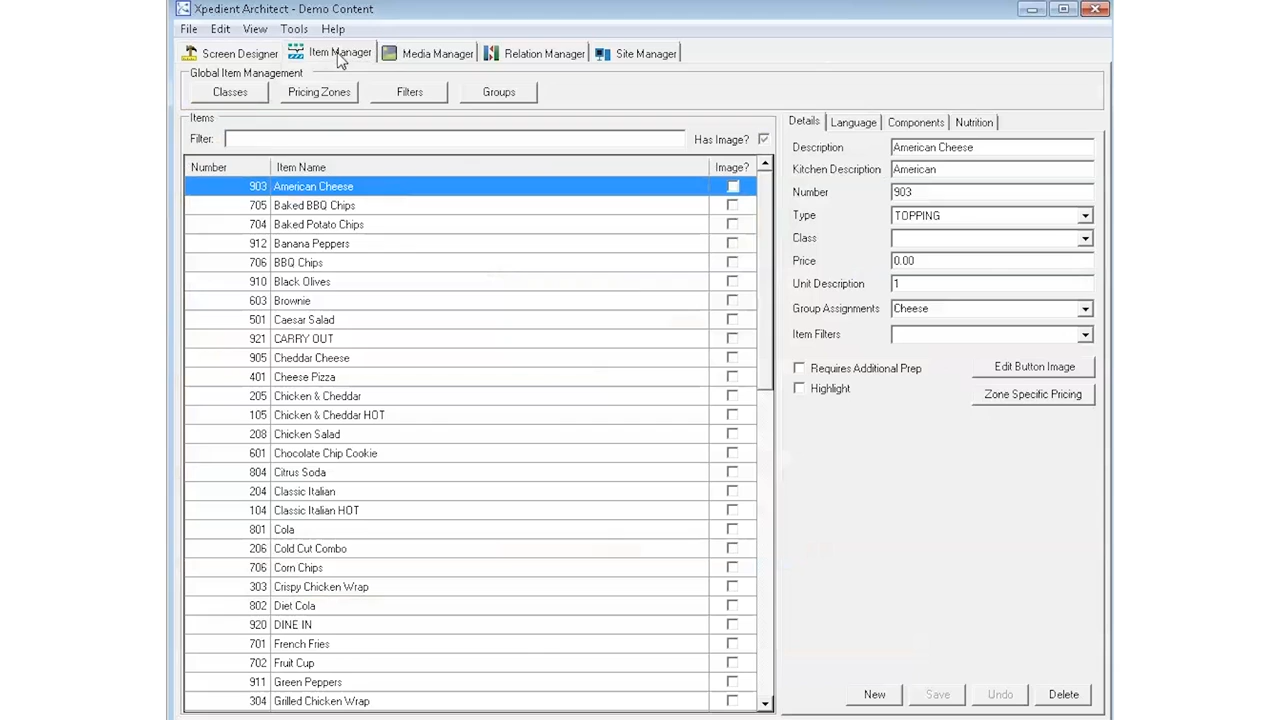 Xpedient Architect - Demo Content
File Edit View Tools Help
Screen Designer Item Manager Media Manager Relation Manager Site Manager
Global Item Management
Classes Pricing Zones Filters Groups
Items
Filter: Has Image?
Number Item Name Image?
903 American Cheese
705 Baked BBQ Chips
704 Baked Potato Chips
912 Banana Peppers
706 BBQ Chips
910 Black Olives
603 Brownie
501 Caesar Salad
921 CARRY OUT
905 Cheddar Cheese
401 Cheese Pizza
205 Chicken & Cheddar
105 Chicken & Cheddar HOT
208 Chicken Salad
601 Chocolate Chip Cookie
804 Citrus Soda
204 Classic Italian
104 Classic Italian HOT
801 Cola
206 Cold Cut Combo
706 Corn Chips
303 Crispy Chicken Wrap
802 Diet Cola
920 DINE IN
701 French Fries
702 Fruit Cup
911 Green Peppers
304 Grilled Chicken Wrap
Details Language Components Nutrition
Description American Cheese
Kitchen Description American
Number 903
Type TOPPING
Class
Price 0.00
Unit Description 1
Group Assignments Cheese
Item Filters
Requires Additional Prep Edit Button Image
Highlight Zone Specific Pricing
New Save Undo Delete